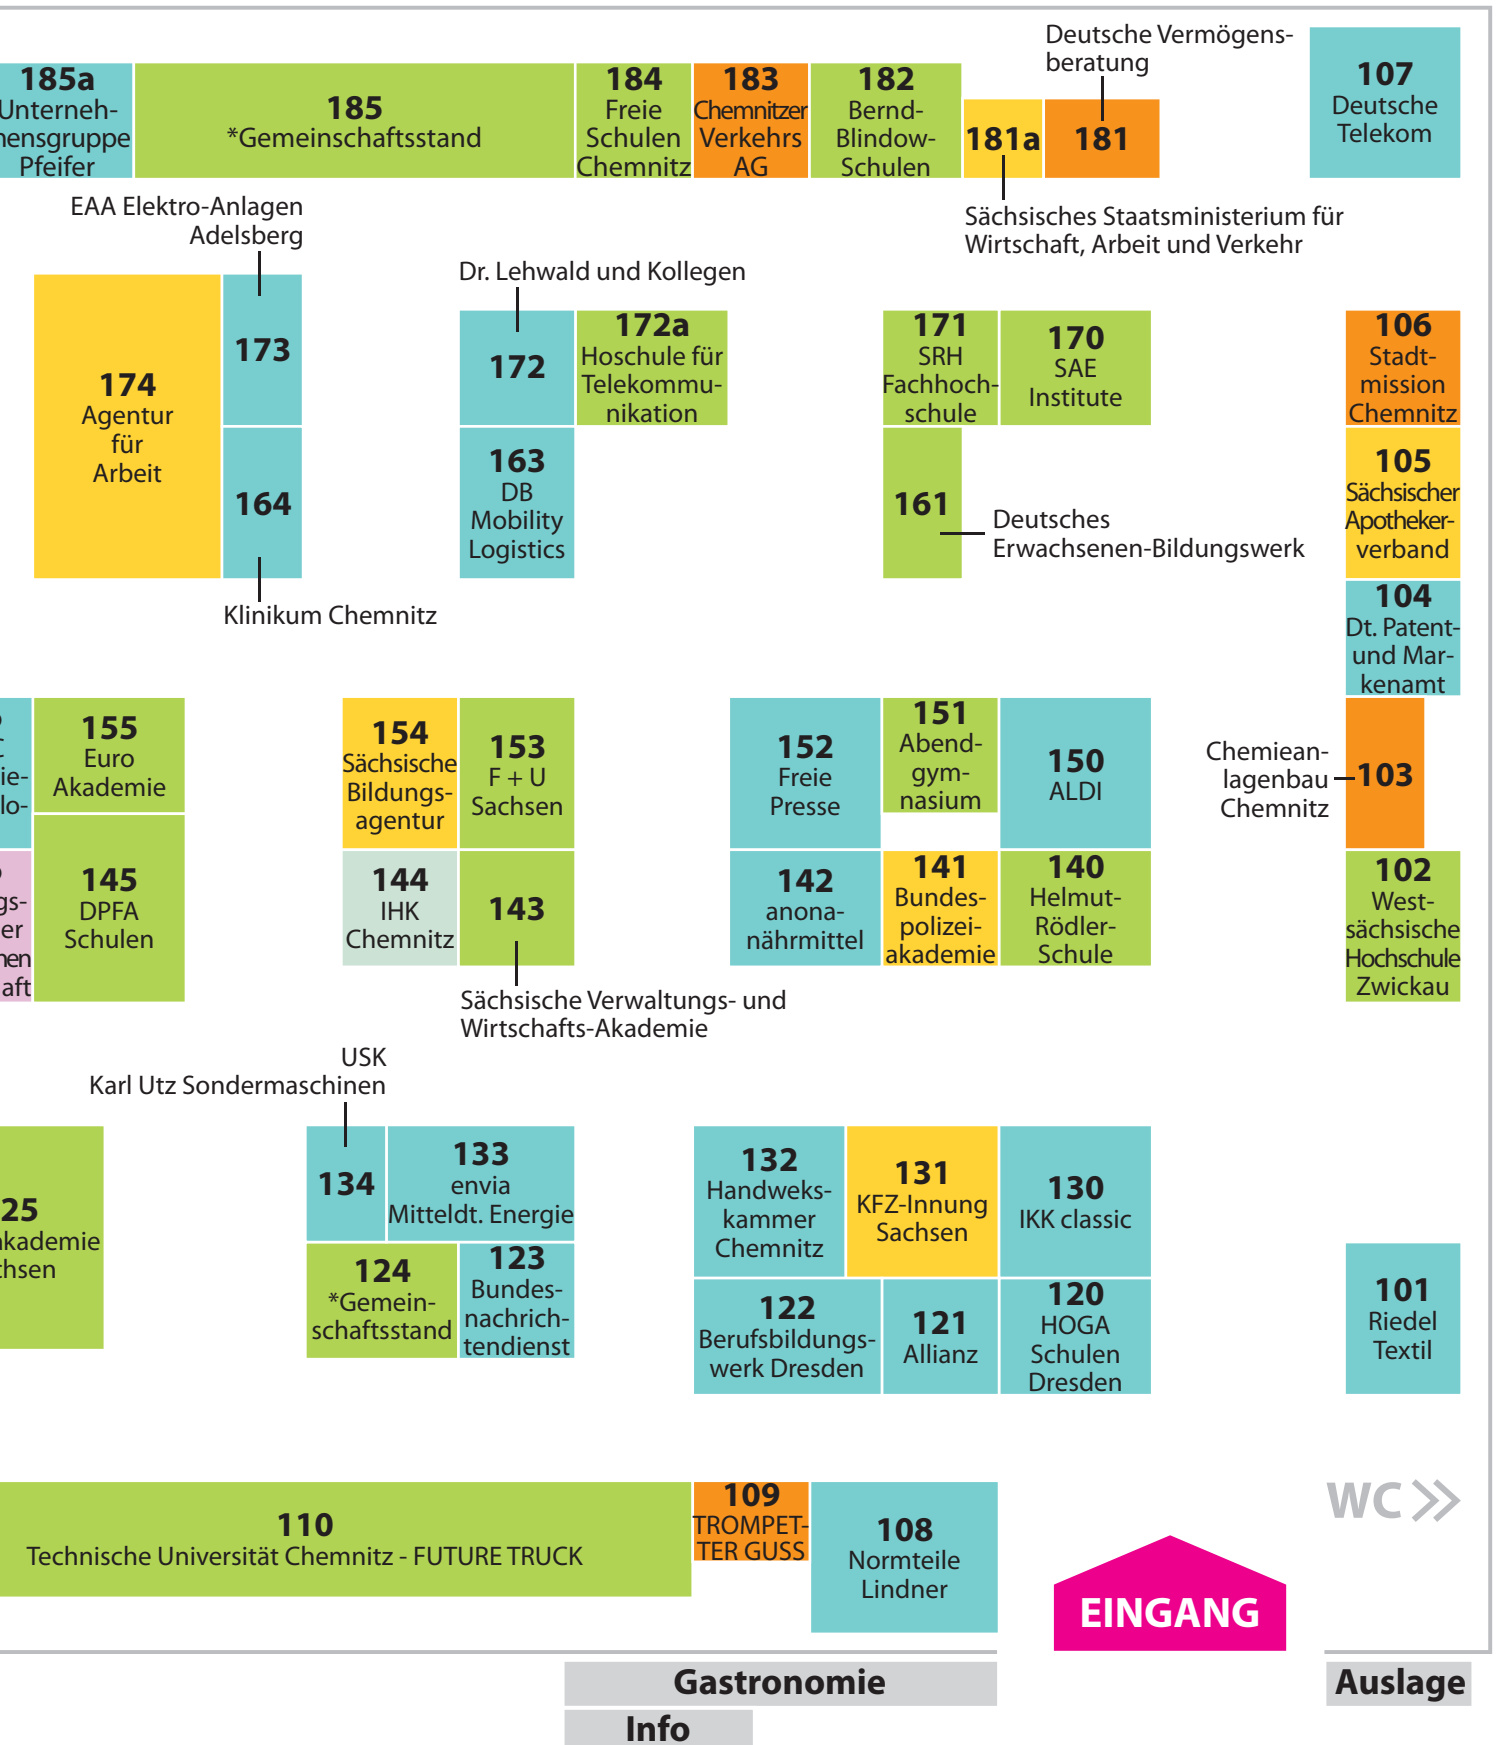 185a
Unterneh-
mensgruppe
Pfeifer
185
*Gemeinschaftsstand
184
Freie
Schulen
Chemnitz
183
Chemnitzer
Verkehrs
AG
182
Bernd-
Blindow-
Schulen
181a
Sächsisches Staatsministerium für
Wirtschaft, Arbeit und Verkehr
Deutsche Vermögens-
beratung
181
107
Deutsche
Telekom
EAA Elektro-Anlagen
Adelsberg
174
Agentur
für
Arbeit
173
164
Klinikum Chemnitz
Dr. Lehwald und Kollegen
172
172a
Hoschule für
Telekommu-
nikation
163
DB
Mobility
Logistics
171
SRH
Fachhoch-
schule
170
SAE
Institute
161
Deutsches
Erwachsenen-Bildungswerk
106
Stadt-
mission
Chemnitz
105
Sächsischer
Apotheker-
verband
104
Dt. Patent-
und Mar-
kenamt
155
Euro
Akademie
145
DPFA
Schulen
154
Sächsische
Bildungs-
agentur
153
F + U
Sachsen
144
IHK
Chemnitz
143
Sächsische Verwaltungs- und
Wirtschafts-Akademie
152
Freie
Presse
151
Abend-
gym-
nasium
150
ALDI
142
anona-
nährmittel
141
Bundes-
polizei-
akademie
140
Helmut-
Rödler-
Schule
Chemiean-
lagenbau
Chemnitz
103
102
West-
sächsische
Hochschule
Zwickau
USK
Karl Utz Sondermaschinen
25
akademie
chsen
134
133
envia
Mitteldt. Energie
124
*Gemein-
schaftsstand
123
Bundes-
nachrich-
tendienst
132
Handweks-
kammer
Chemnitz
131
KFZ-Innung
Sachsen
130
IKK classic
122
Berufsbildungs-
werk Dresden
121
Allianz
120
HOGA
Schulen
Dresden
101
Riedel
Textil
110
Technische Universität Chemnitz - FUTURE TRUCK
109
TROMPET-
TER GUSS
108
Normteile
Lindner
WC
EINGANG
Gastronomie
Auslage
Info